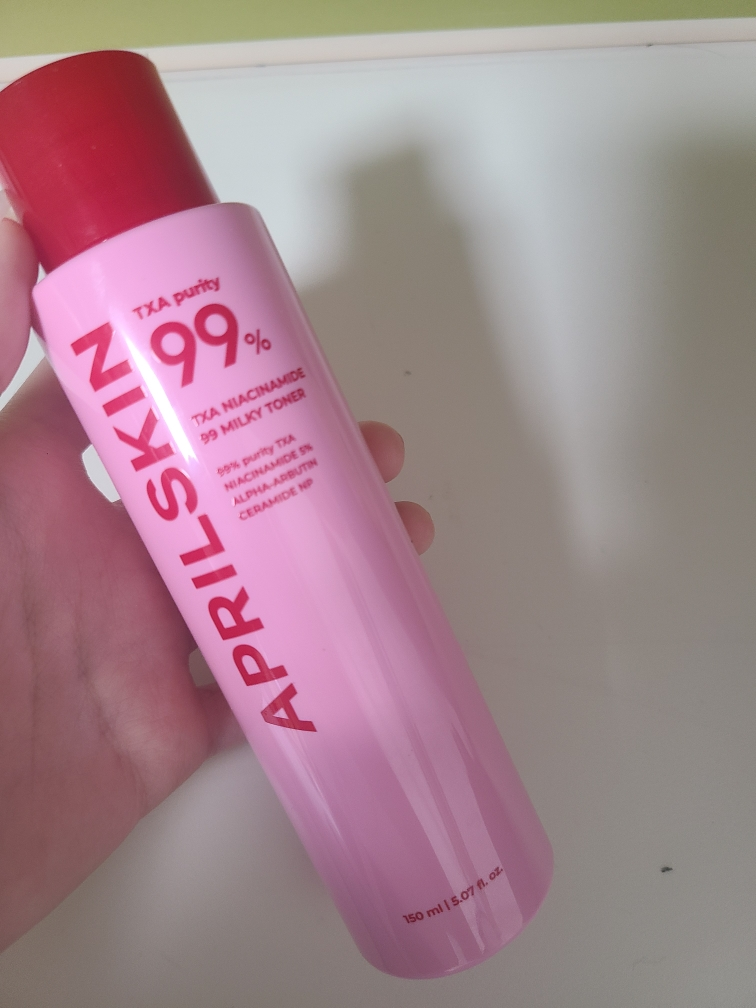 APRILSKIN
TXA purity
99%
TXA NIACINAMIDE
99 MILKY TONER
99% purity TXA
NIACINAMIDE 5%
ALPHA-ARBUTIN
CERAMIDE NP
150 ml | 5.07 fl. oz.